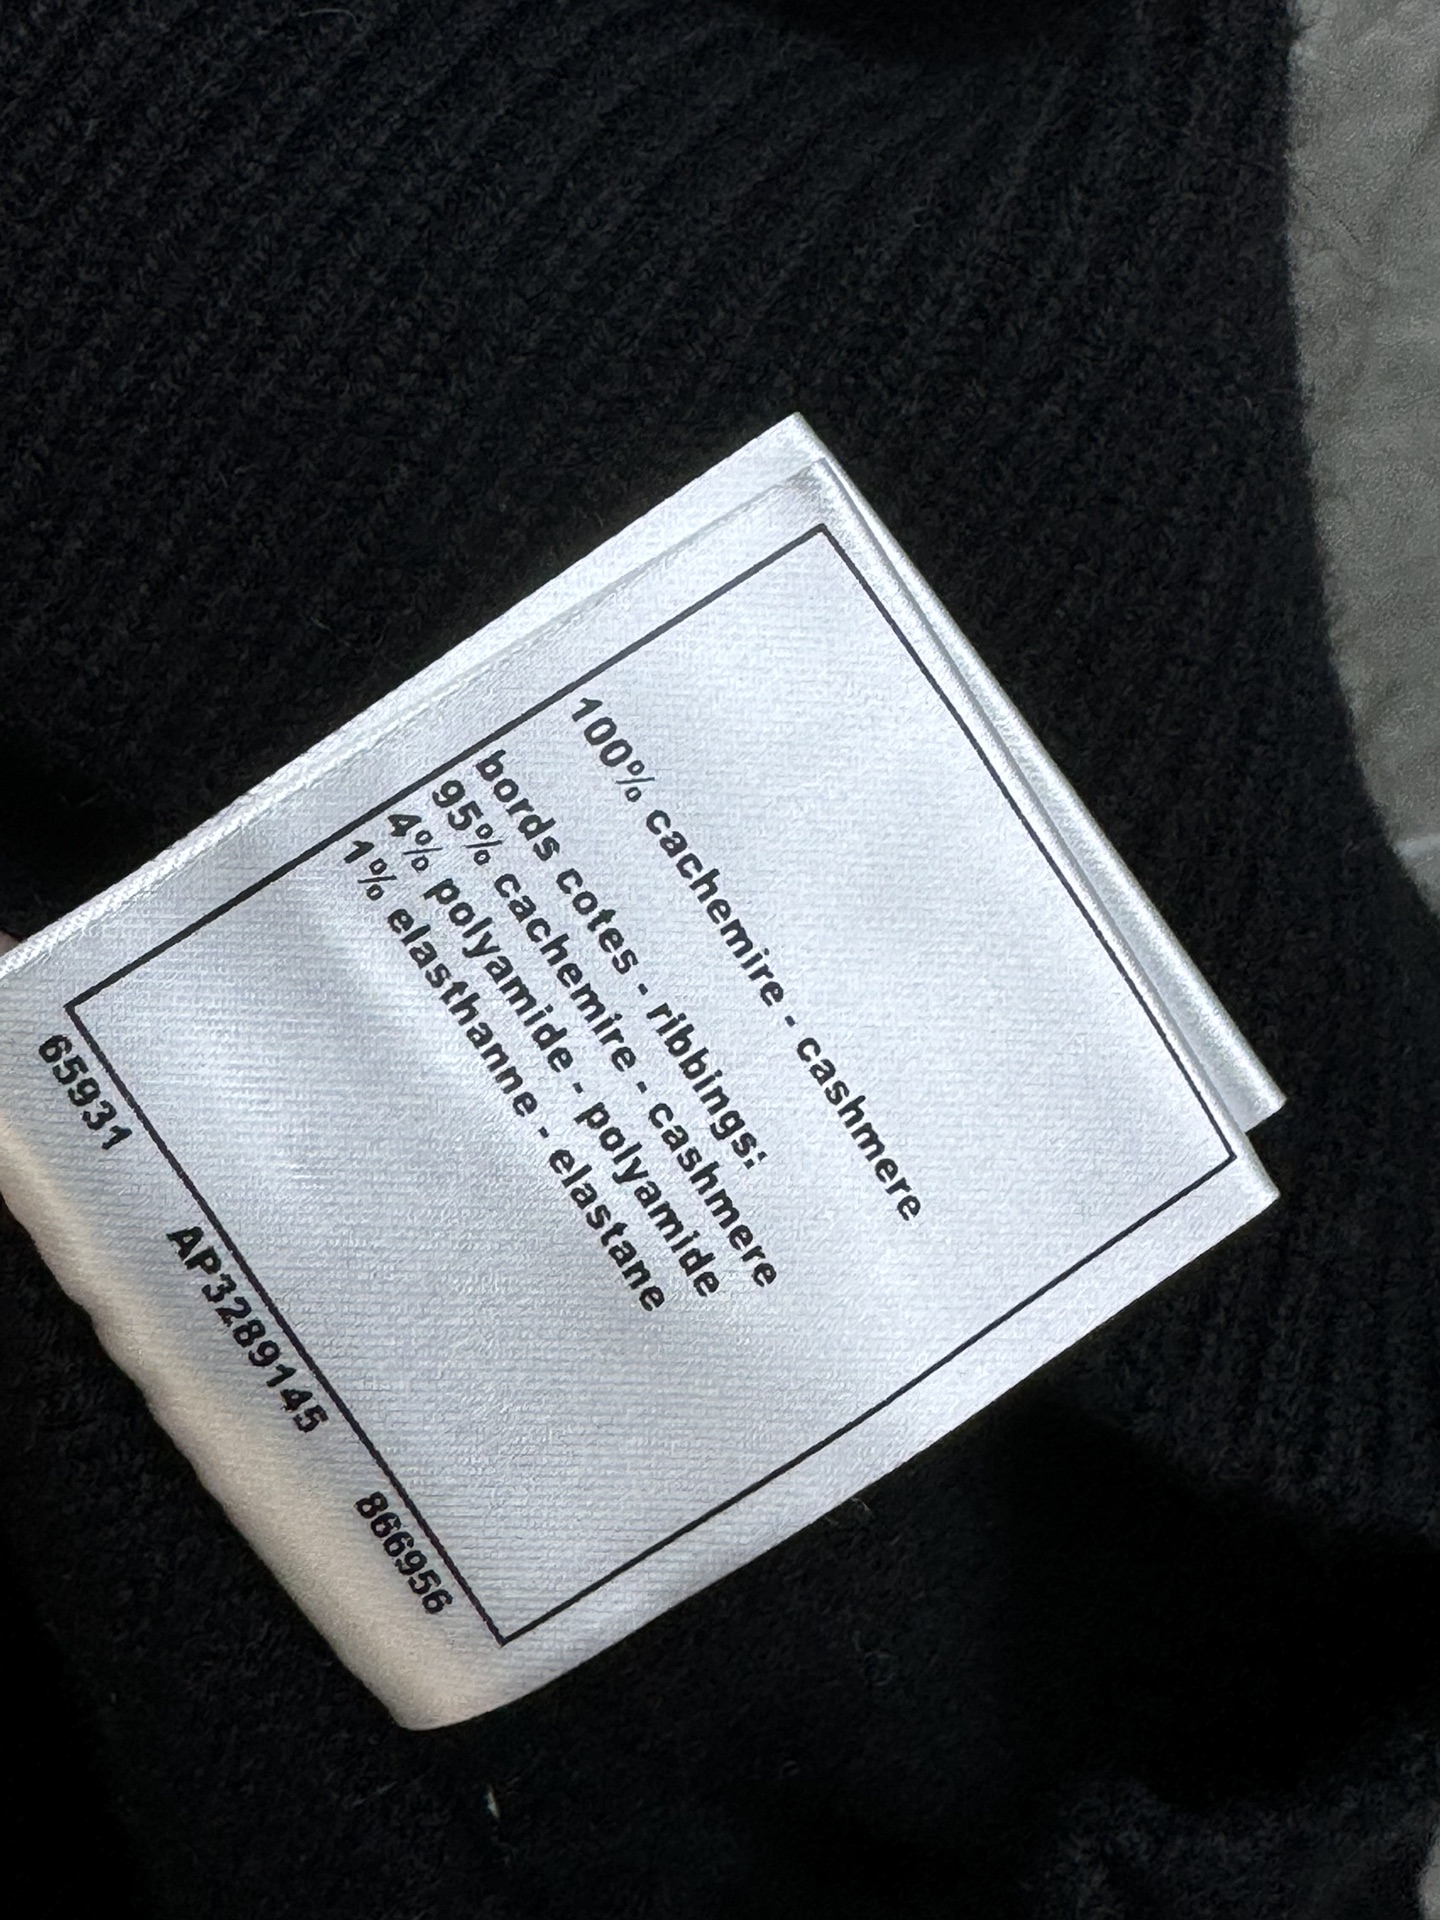 100% cachemire - cashmere
bords cotes - ribbings:
95% cachemire - cashmere
4% polyamide - polyamide
1% elasthanne - elastane
65931 AP3289145 866956